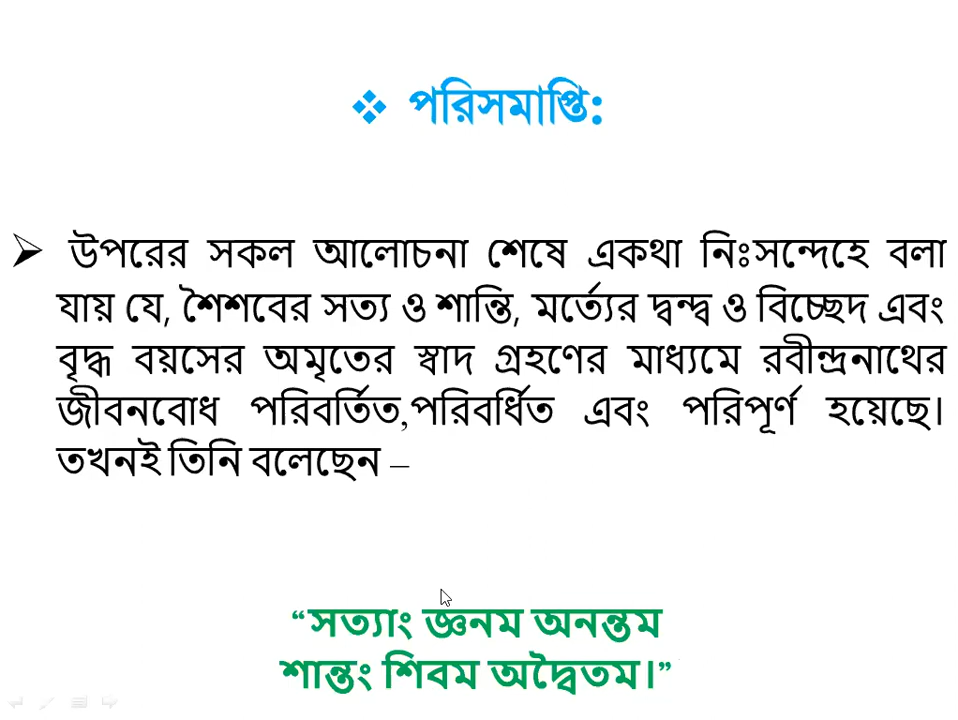 ❖ পরিসমাপ্তি:
➢ উপরের সকল আলোচনা শেষে একথা নিঃসন্দেহে বলা
যায় যে, শৈশবের সত্য ও শান্তি, মর্ত্যের দ্বন্দ্ব ও বিচ্ছেদ এবং
বৃদ্ধ বয়সের অমৃতের স্বাদ গ্রহণের মাধ্যমে রবীন্দ্রনাথের
জীবনবোধ পরিবর্তিত,পরিবর্ধিত এবং পরিপূর্ণ হয়েছে।
তখনই তিনি বলেছেন –
“সত্যাং জ্ঞনম অনন্তম
শান্তং শিবম অদ্বৈতম।”